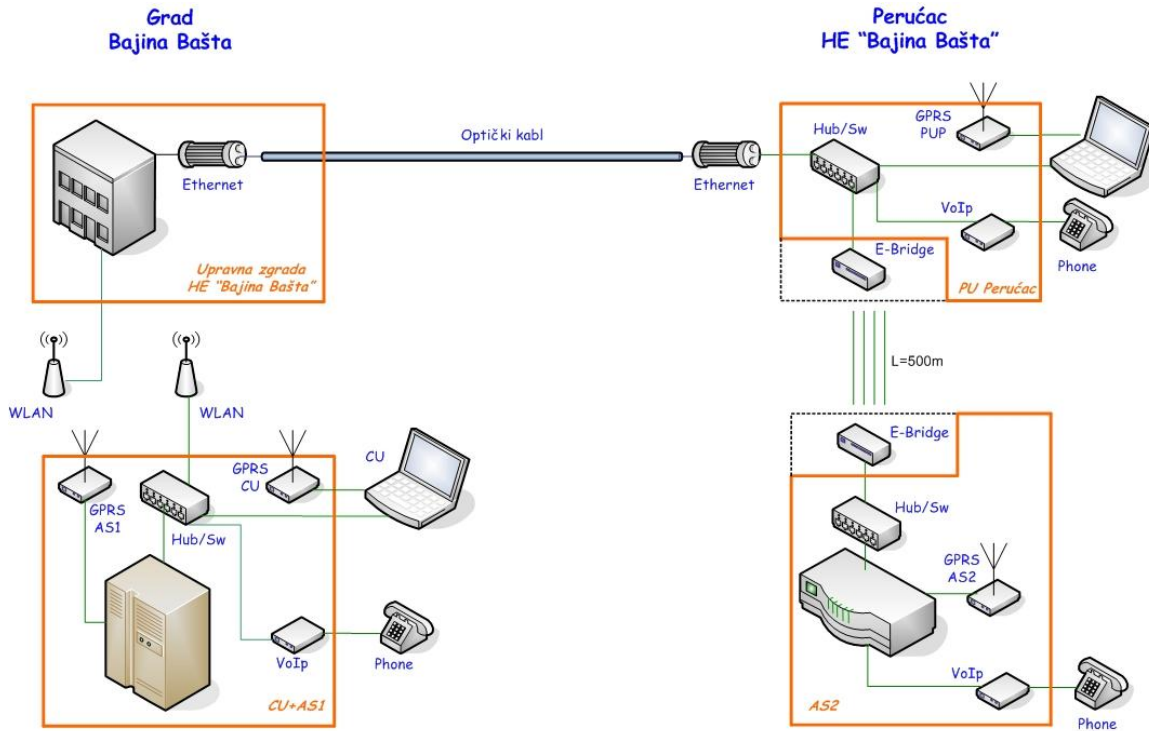 Grad
Bajina Bašta
Perućac
HE "Bajina Bašta"
Optički kabl
Ethernet
Ethernet
Hub/Sw
GPRS
PUP
VoIp
Phone
E-Bridge
PU Perućac
Upravna zgrada
HE "Bajina Bašta"
L=500m
WLAN
WLAN
GPRS
AS1
Hub/Sw
GPRS
CU
CU
VoIp
Phone
CU+AS1
E-Bridge
Hub/Sw
GPRS
AS2
VoIp
Phone
AS2